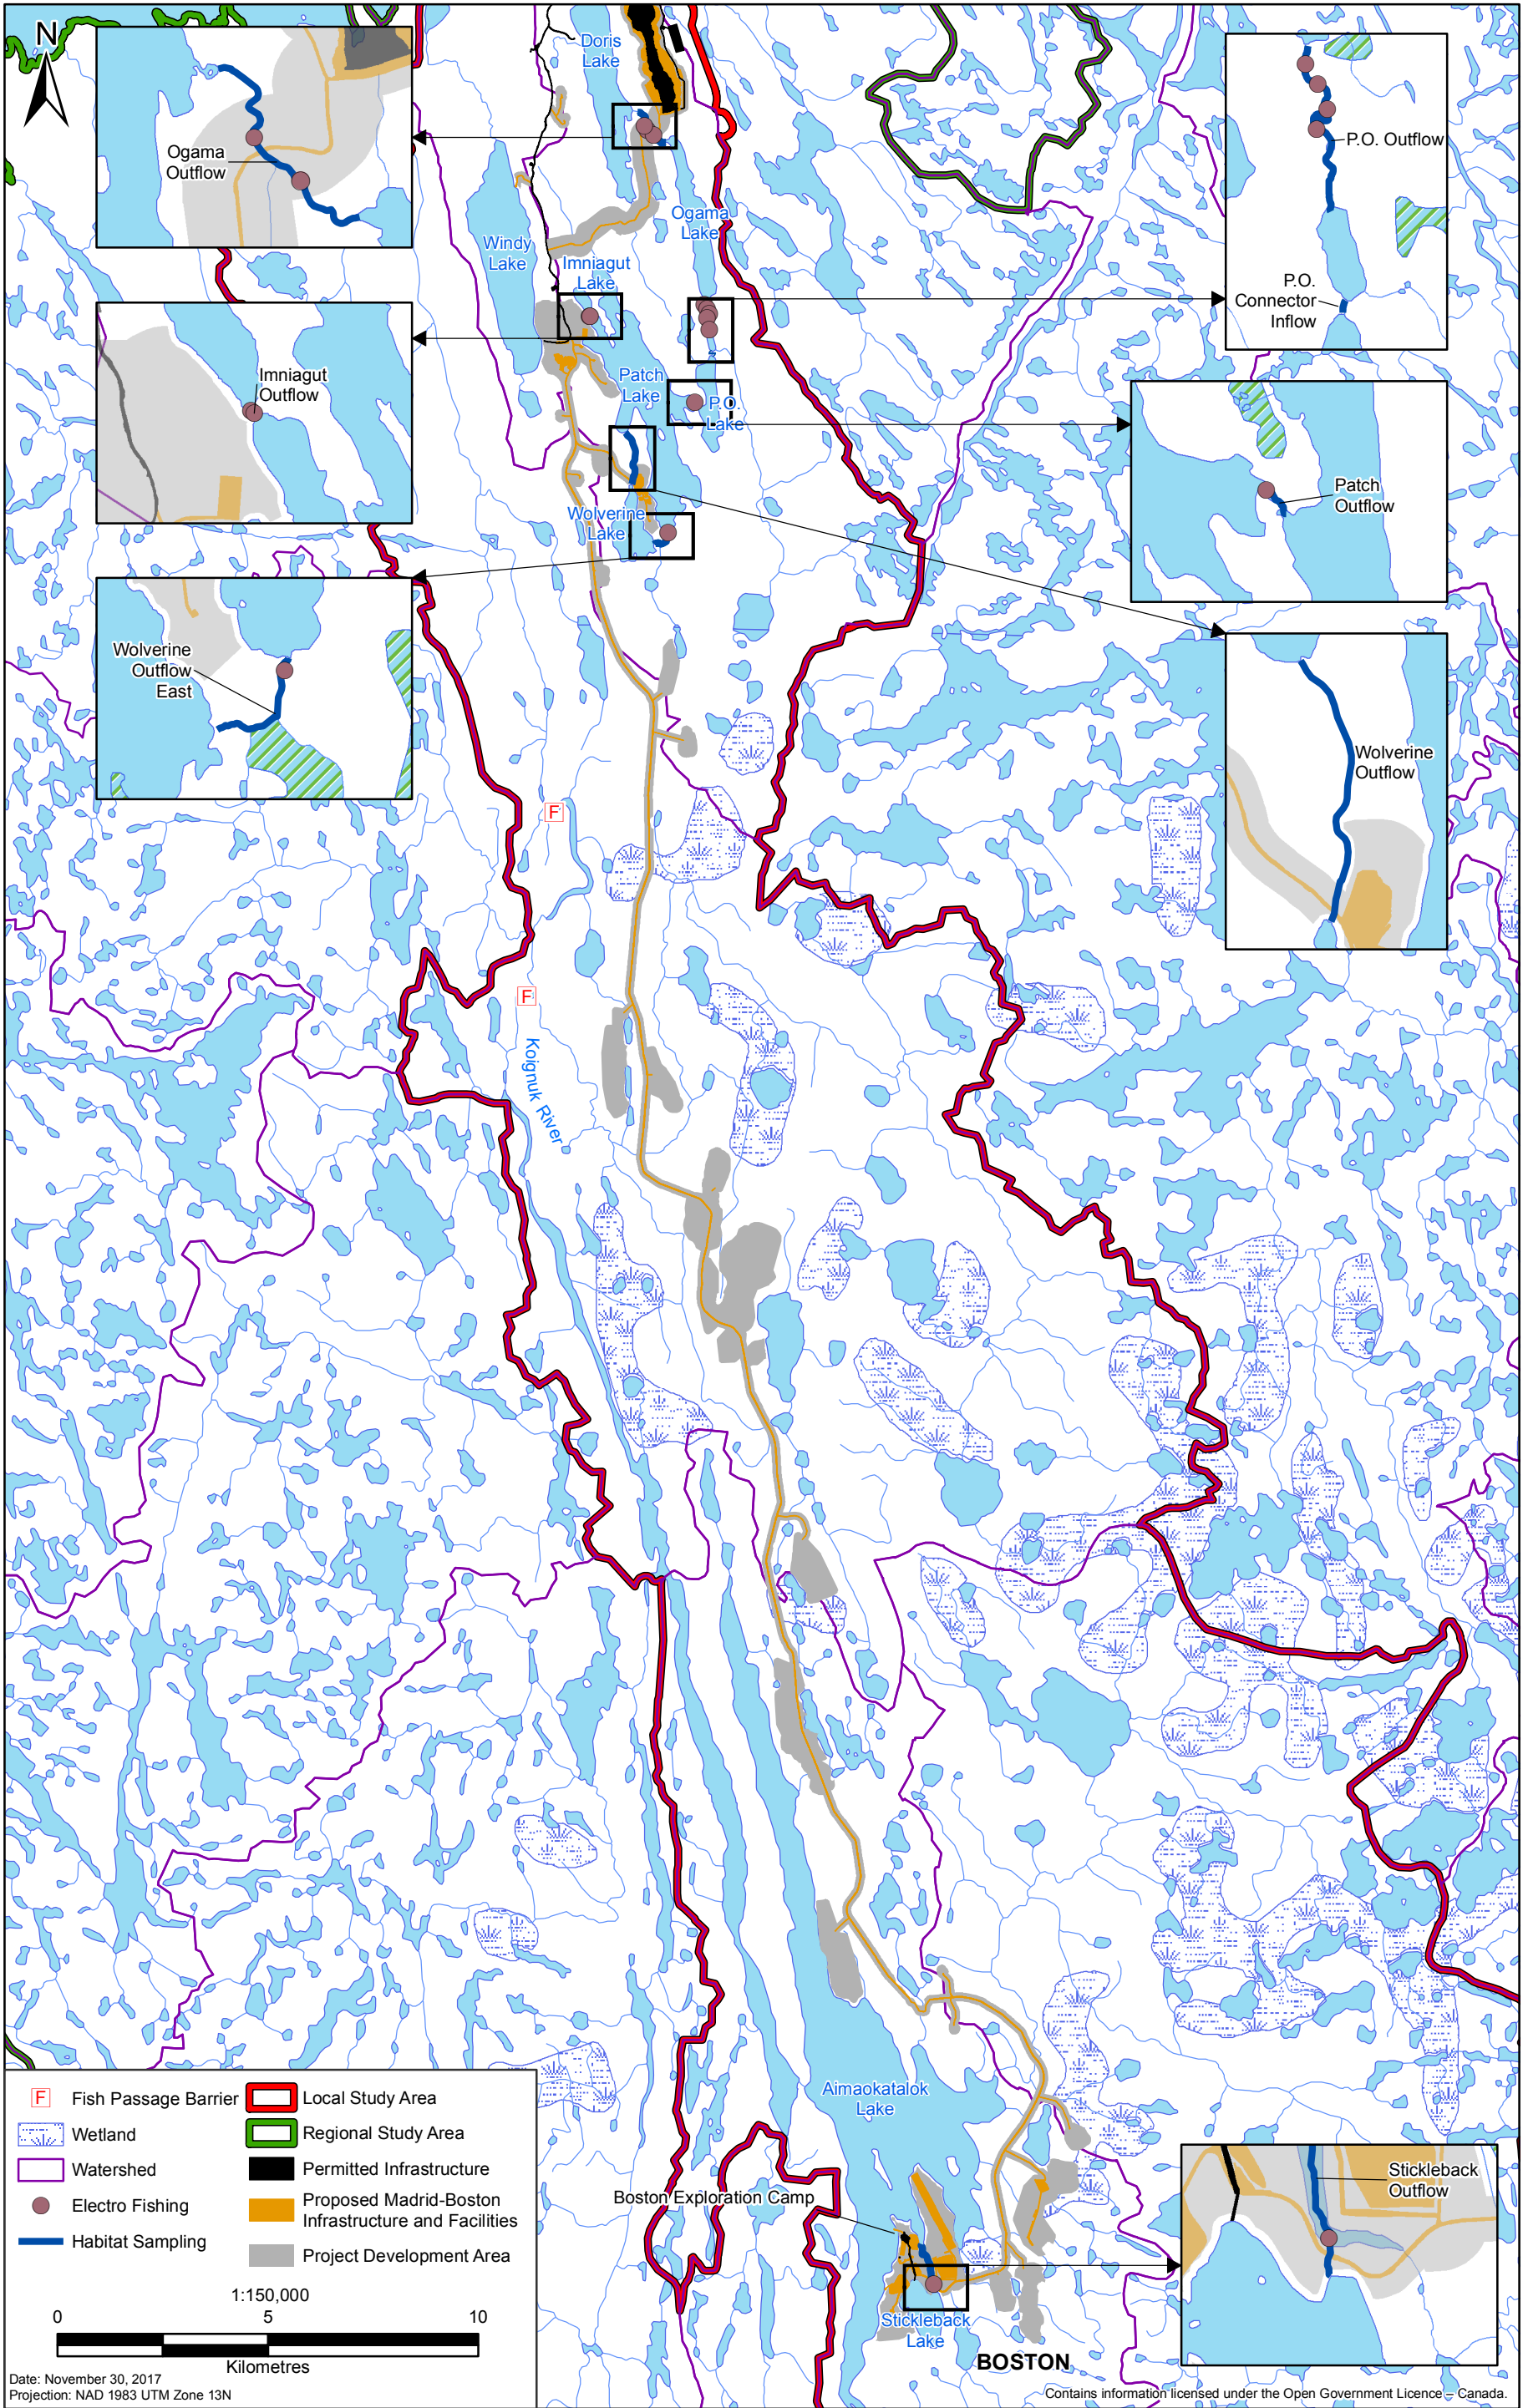 N
Doris
Lake
Ogama
Outflow
P.O. Outflow
Ogama
Lake
Windy
Lake
Imniagut
Lake
P.O.
Connector
Inflow
Imniagut
Outflow
Patch
Lake
P.O.
Lake
Patch
Outflow
Wolverine
Lake
Wolverine
Outflow
East
Wolverine
Outflow
F
F
Koignuk River
Aimaokatalok
Lake
Boston Exploration Camp
Stickleback
Outflow
Stickleback
Lake
BOSTON
F Fish Passage Barrier
Wetland
Watershed
Electro Fishing
Habitat Sampling
Local Study Area
Regional Study Area
Permitted Infrastructure
Proposed Madrid-Boston
Infrastructure and Facilities
Project Development Area
1:150,000
0 5 10
Kilometres
Date: November 30, 2017
Projection: NAD 1983 UTM Zone 13N
Contains information licensed under the Open Government Licence – Canada.